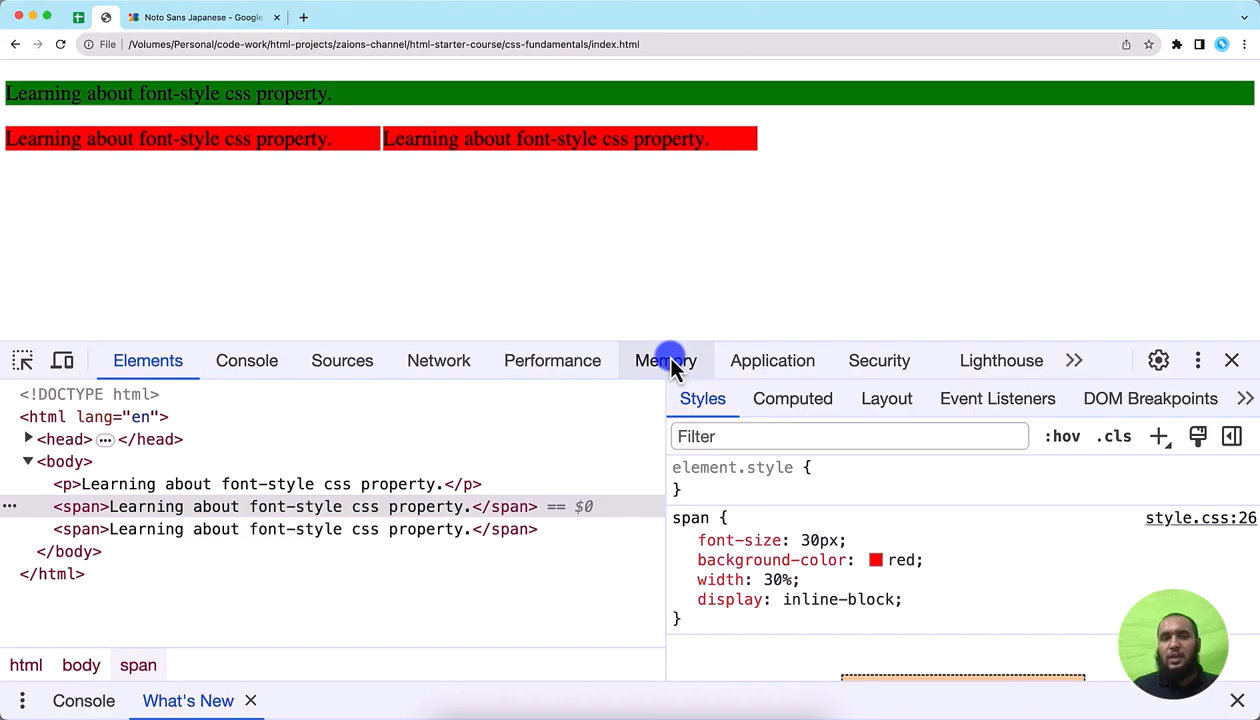 Noto Sans Japanese - Google
File /Volumes/Personal/code-work/html-projects/zaions-channel/html-starter-course/css-fundamentals/index.html
Learning about font-style css property.
Learning about font-style css property. Learning about font-style css property.
Elements Console Sources Network Performance Memory Application Security Lighthouse
<!DOCTYPE html>
<html lang="en">
<head> </head>
<body>
<p>Learning about font-style css property.</p>
<span>Learning about font-style css property.</span> == $0
<span>Learning about font-style css property.</span>
</body>
</html>
html body span
Styles Computed Layout Event Listeners DOM Breakpoints
Filter :hov .cls
element.style {
}
span { style.css:26
font-size: 30px;
background-color: red;
width: 30%;
display: inline-block;
}
Console What's New